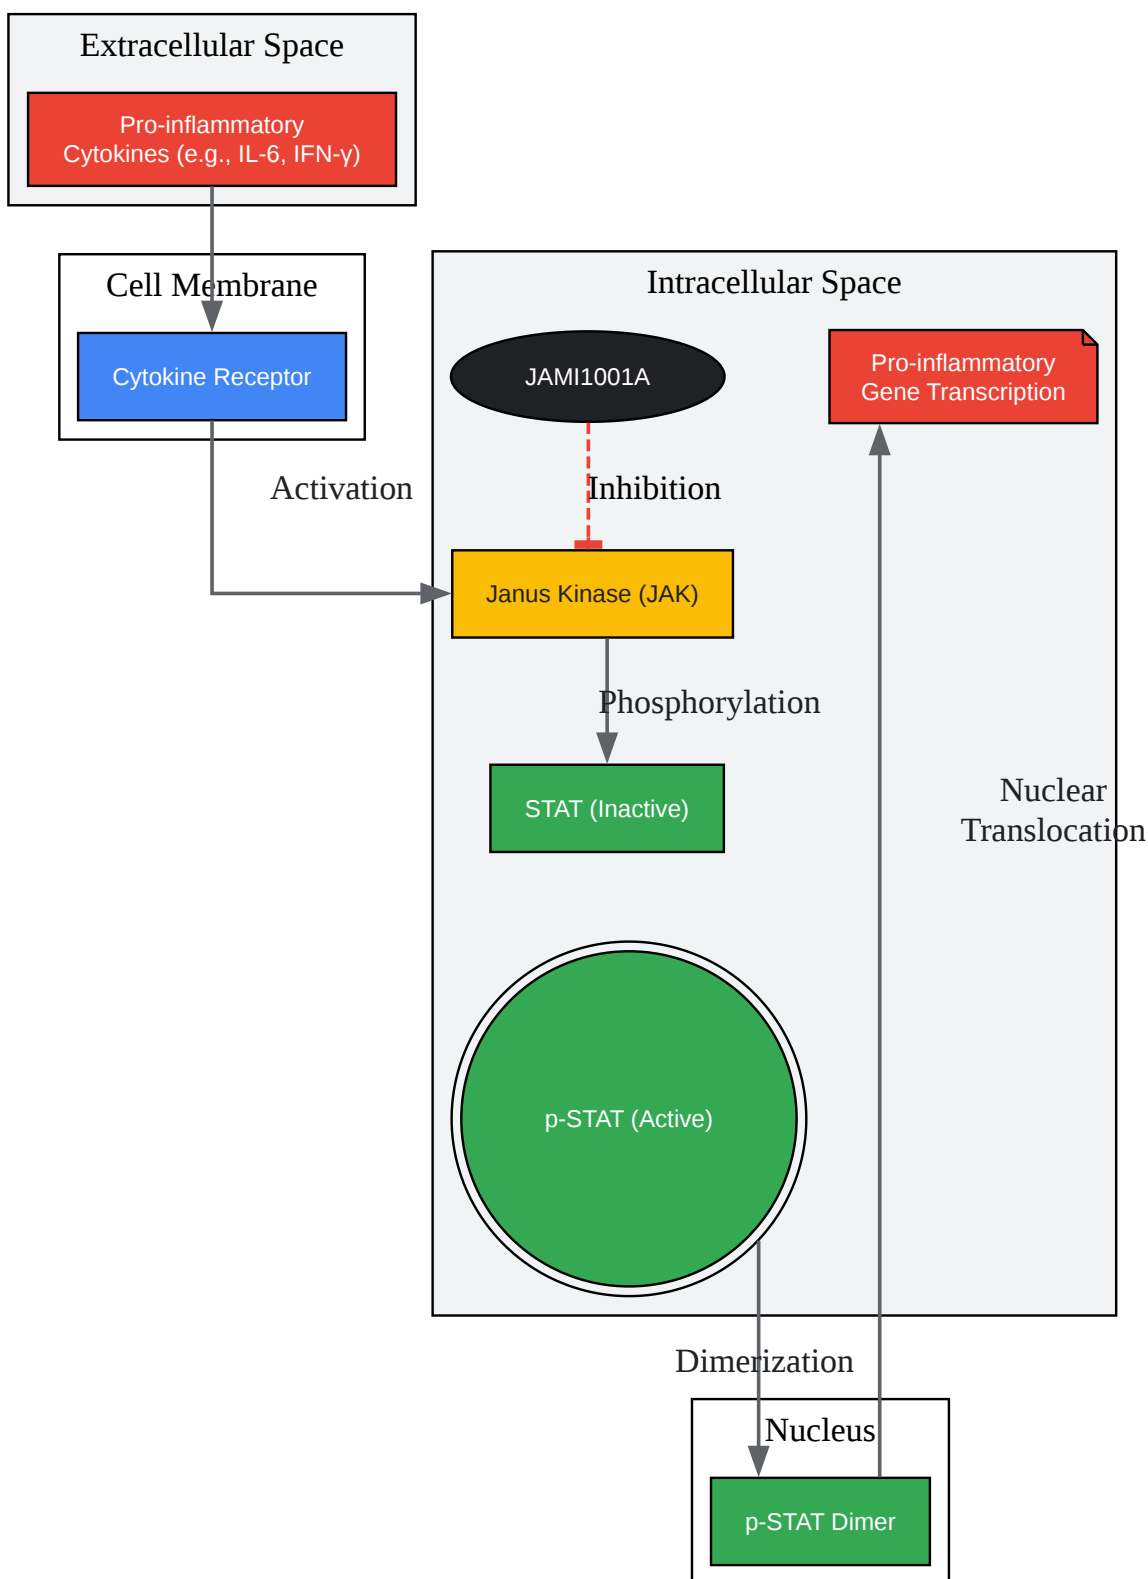 Extracellular Space
Pro-inflammatory
Cytokines (e.g., IL-6, IFN-γ)
Cell Membrane
Cytokine Receptor
Intracellular Space
JAMI1001A
Pro-inflammatory
Gene Transcription
Activation
Inhibition
Janus Kinase (JAK)
Phosphorylation
STAT (Inactive)
Nuclear
Translocation
p-STAT (Active)
Dimerization
Nucleus
p-STAT Dimer